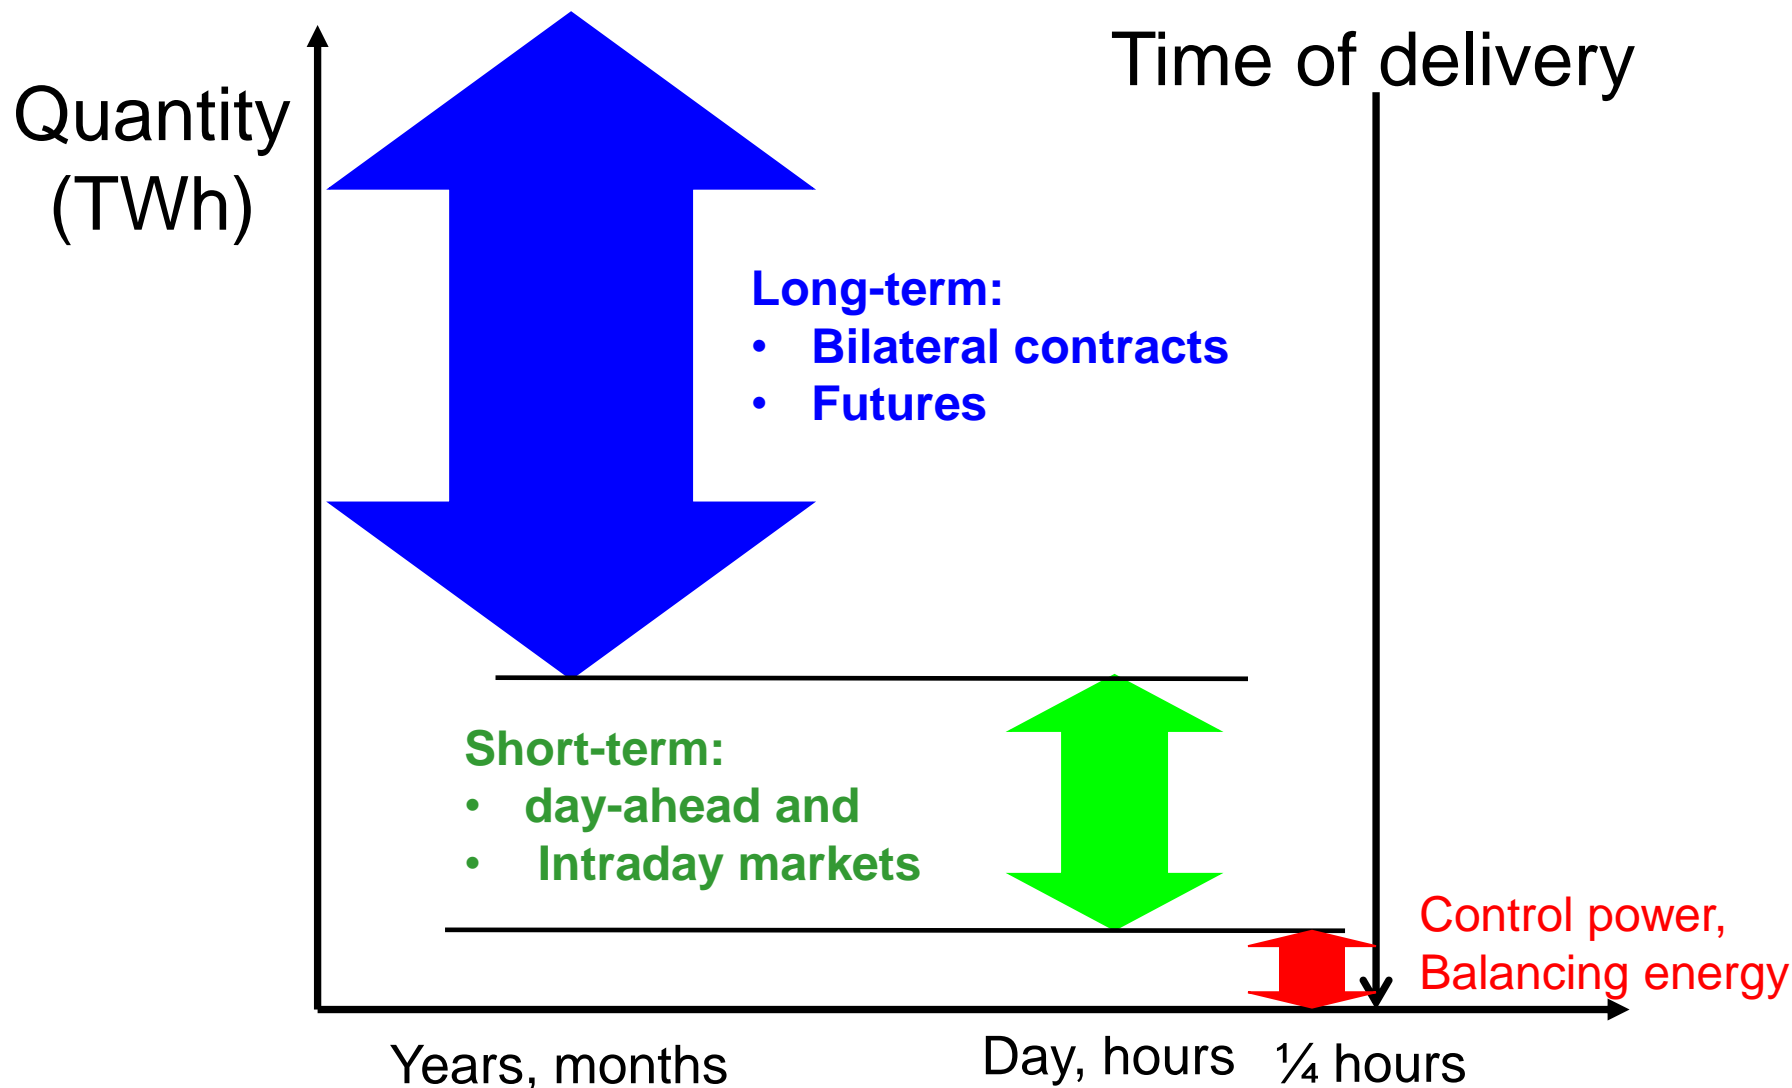 Quantity
(TWh)
Time of delivery
Long-term:
• Bilateral contracts
• Futures
Short-term:
• day-ahead and
• Intraday markets
Control power,
Balancing energy
Years, months
Day, hours
¼ hours